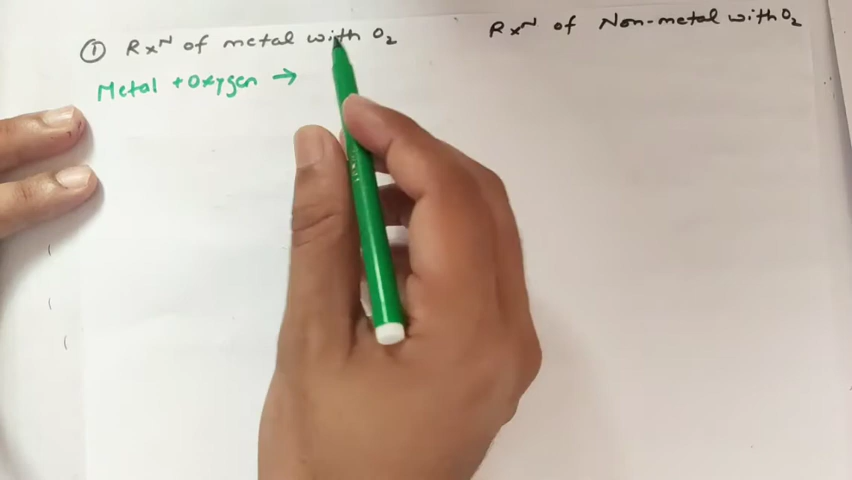 ① Rxᴺ of metal with O₂
Metal + Oxygen →
Rxᴺ of Non-metal with O₂